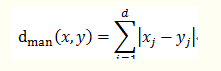 d_man(x, y) = ∑_{i=1}^{d} |x_j − y_j|